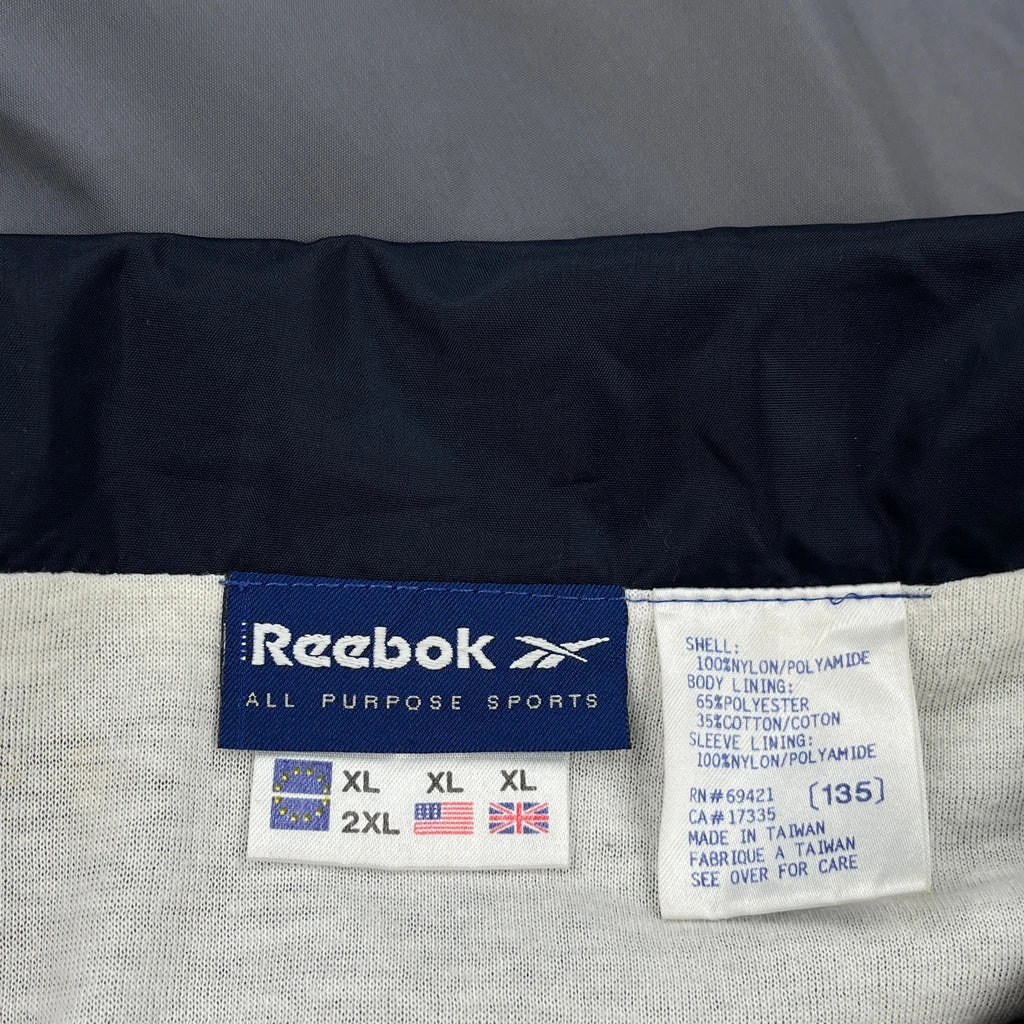 Reebok
ALL PURPOSE SPORTS
XL XL XL
2XL
SHELL:
100%NYLON/POLYAMIDE
BODY LINING:
65%POLYESTER
35%COTTON/COTON
SLEEVE LINING:
100%NYLON/POLYAMIDE
RN#69421 [135]
CA#17335
MADE IN TAIWAN
FABRIQUE A TAIWAN
SEE OVER FOR CARE